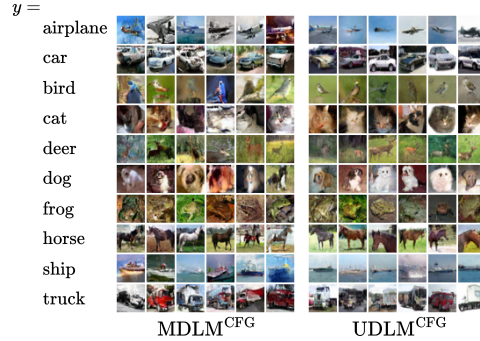 y =
airplane
car
bird
cat
deer
dog
frog
horse
ship
truck
MDLM^CFG UDLM^CFG